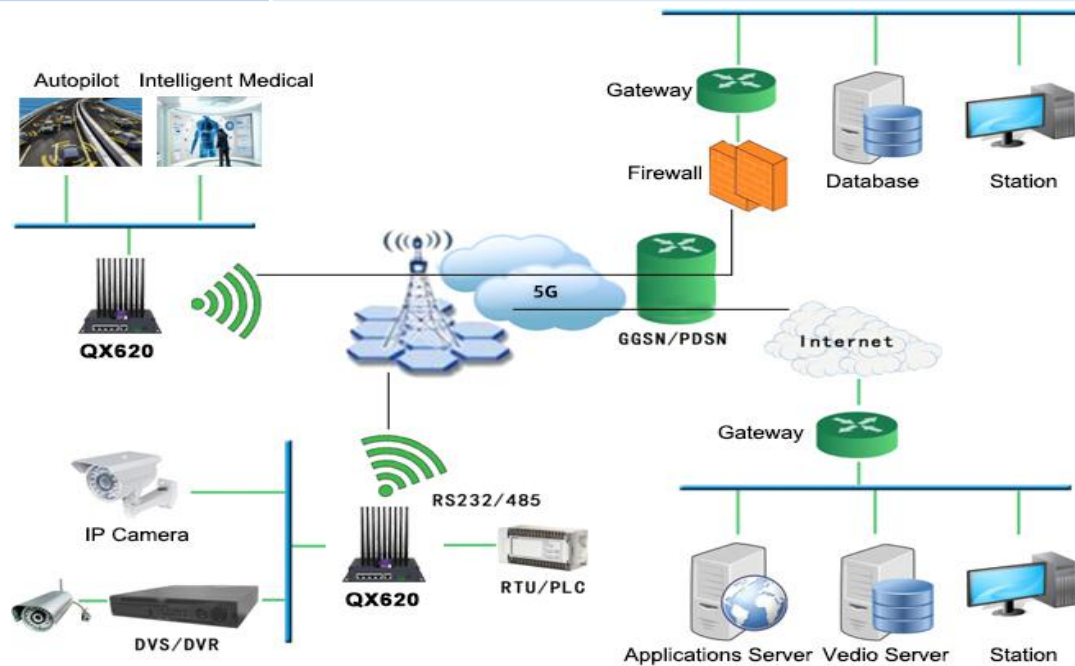 Autopilot
Intelligent Medical
Gateway
Firewall
Database
Station
QX620
5G
GGSN/PDSN
Internet
Gateway
IP Camera
RS232/485
QX620
RTU/PLC
DVS/DVR
Applications Server
Vedio Server
Station